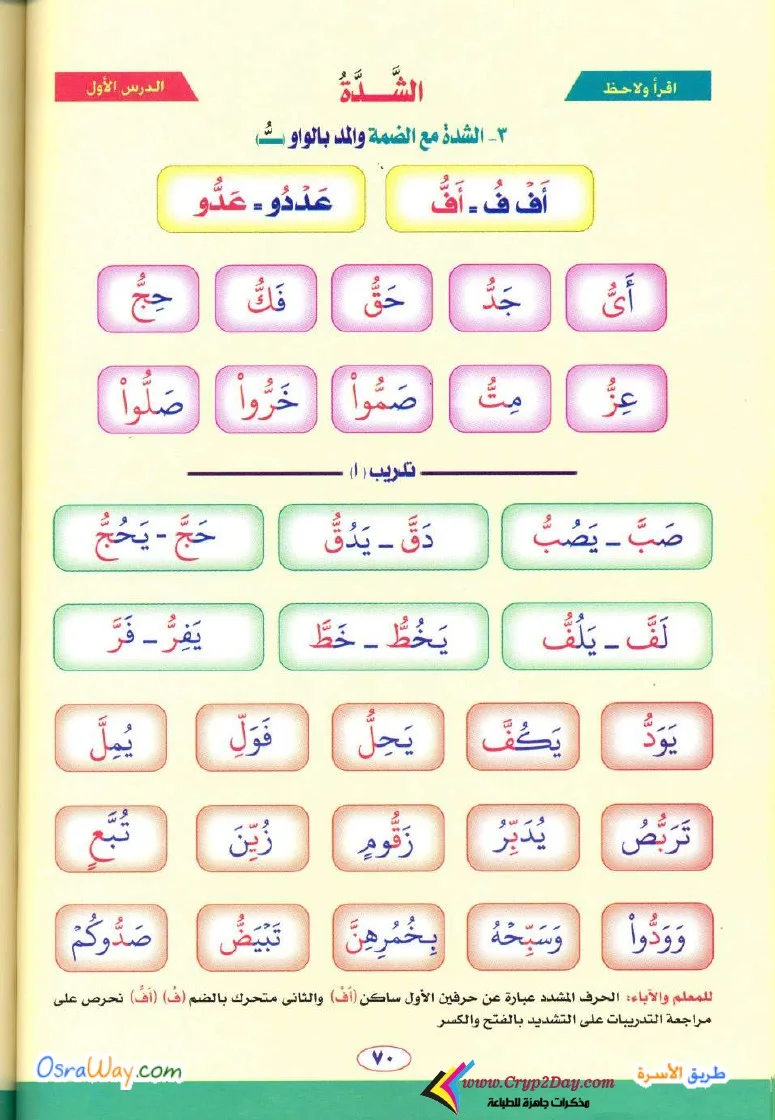 اقرأ ولاحظ الشَّدَّةُ الدرس الأول
٣- الشدة مع الضمة والمد بالواو (ـُّ)
أَفْ فُ = أَفُّ عَدْدُو = عَدُّو
أَىُّ جَدُّ حَقُّ فَكُّ حِجُّ
عِزُّ مِتُّ صَمُّواْ خَرُّواْ صَلُّواْ
تدريب (١)
صَبَّ – يَصُبُّ دَقَّ – يَدُقُّ حَجَّ - يَحُجُّ
لَفَّ – يَلُفُّ يَخُطُّ – خَطَّ يَفِرُّ – فَرَّ
يَوَدُّ يَكُفَّ يَحِلُّ فَوَلِّ يُمِلَّ
تَرَبُّصُ يُدَبِّرُ زَقُّومٍ زُيِّنَ تُبَّعٍ
وَوَدُّواْ وَسَبِّحْهُ بِخُمُرِهِنَّ تَبْيَضُّ صَدُّوكُمْ
للمعلم والآباء: الحرف المشدد عبارة عن حرفين الأول ساكن (أَفْ) والثانى متحرك بالضم (فُ) (أَفُّ) نحرص على
مراجعة التدريبات على التشديد بالفتح والكسر
٧٠
طريق الأسرة
www.Cryp2Day.com
مذكرات جاهزة للطباعة
OsraWay.com